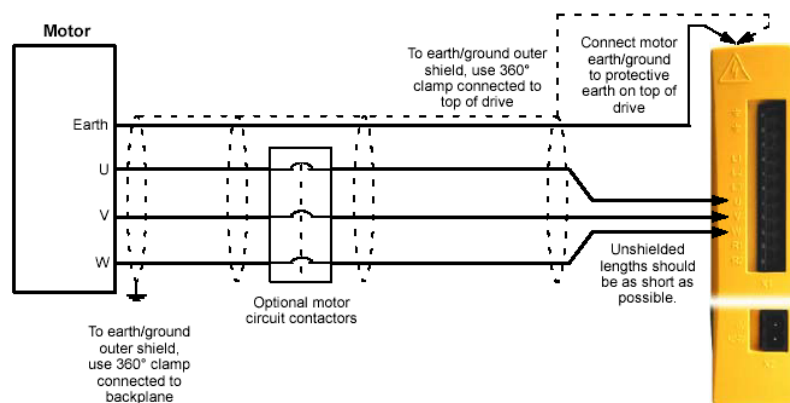 Motor
To earth/ground outer
shield, use 360°
clamp connected to
top of drive
Connect motor
earth/ground
to protective
earth on top of
drive
Earth
U
V
W
Optional motor
circuit contactors
Unshielded
lengths should
be as short as
possible.
To earth/ground
outer shield,
use 360° clamp
connected to
backplane